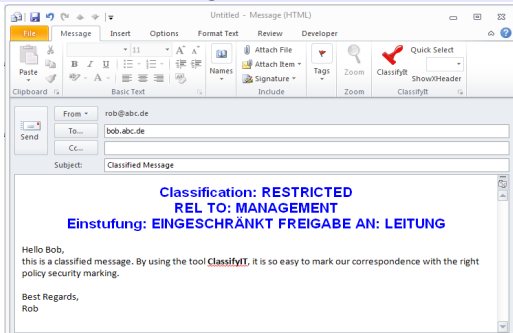 Untitled - Message (HTML)
File Message Insert Options Format Text Review Developer
Paste
Clipboard
11
B I U
Basic Text
Names
Attach File
Attach Item
Signature
Include
Tags
Zoom
Zoom
ClassifyIt
Quick Select
ShowXHeader
ClassifyIt
Send
From rob@abc.de
To... bob.abc.de
Cc...
Subject: Classified Message
Classification: RESTRICTED
REL TO: MANAGEMENT
Einstufung: EINGESCHRÄNKT FREIGABE AN: LEITUNG
Hello Bob,
this is a classified message. By using the tool ClassifyIT, it is so easy to mark our correspondence with the right
policy security marking.
Best Regards,
Rob